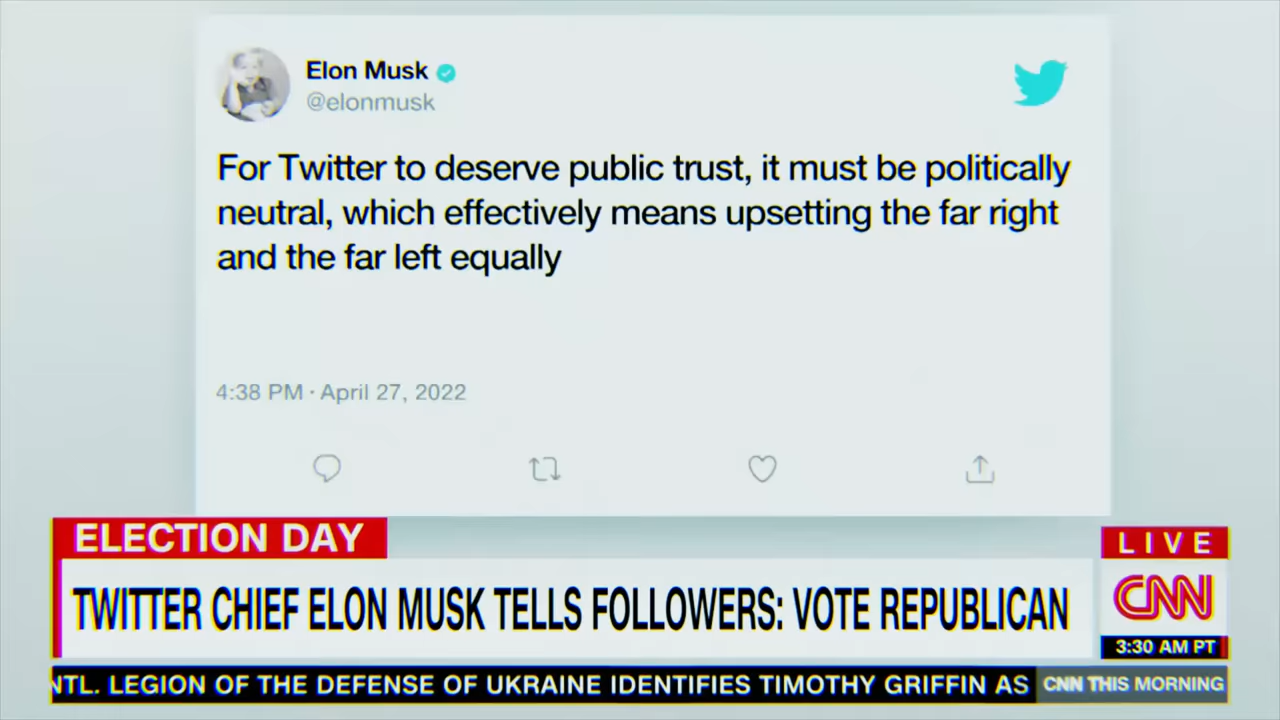 Elon Musk
@elonmusk
For Twitter to deserve public trust, it must be politically
neutral, which effectively means upsetting the far right
and the far left equally
4:38 PM · April 27, 2022
ELECTION DAY
TWITTER CHIEF ELON MUSK TELLS FOLLOWERS: VOTE REPUBLICAN
LIVE
CNN
3:30 AM PT
NTL. LEGION OF THE DEFENSE OF UKRAINE IDENTIFIES TIMOTHY GRIFFIN AS
CNN THIS MORNING